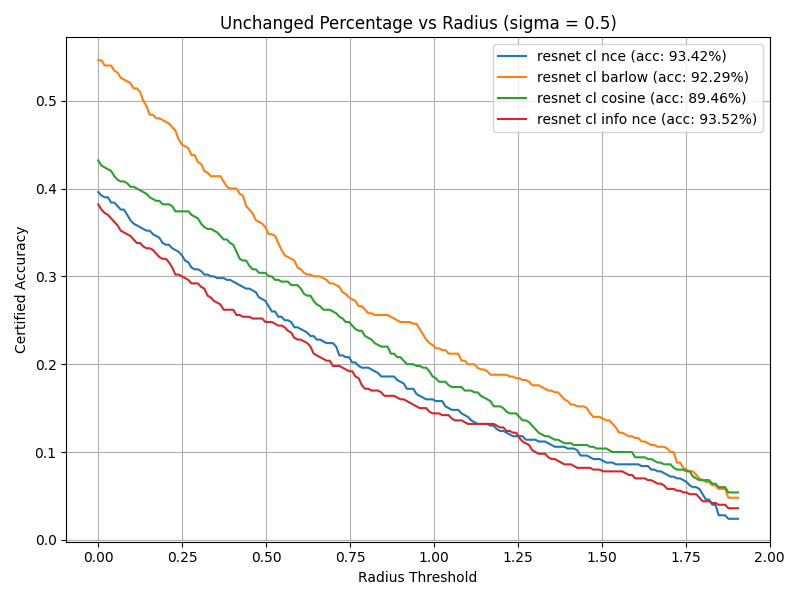 Unchanged Percentage vs Radius (sigma = 0.5)
resnet cl nce (acc: 93.42%)
resnet cl barlow (acc: 92.29%)
resnet cl cosine (acc: 89.46%)
resnet cl info nce (acc: 93.52%)
Certified Accuracy
0.5
0.4
0.3
0.2
0.1
0.0
0.00 0.25 0.50 0.75 1.00 1.25 1.50 1.75 2.00
Radius Threshold